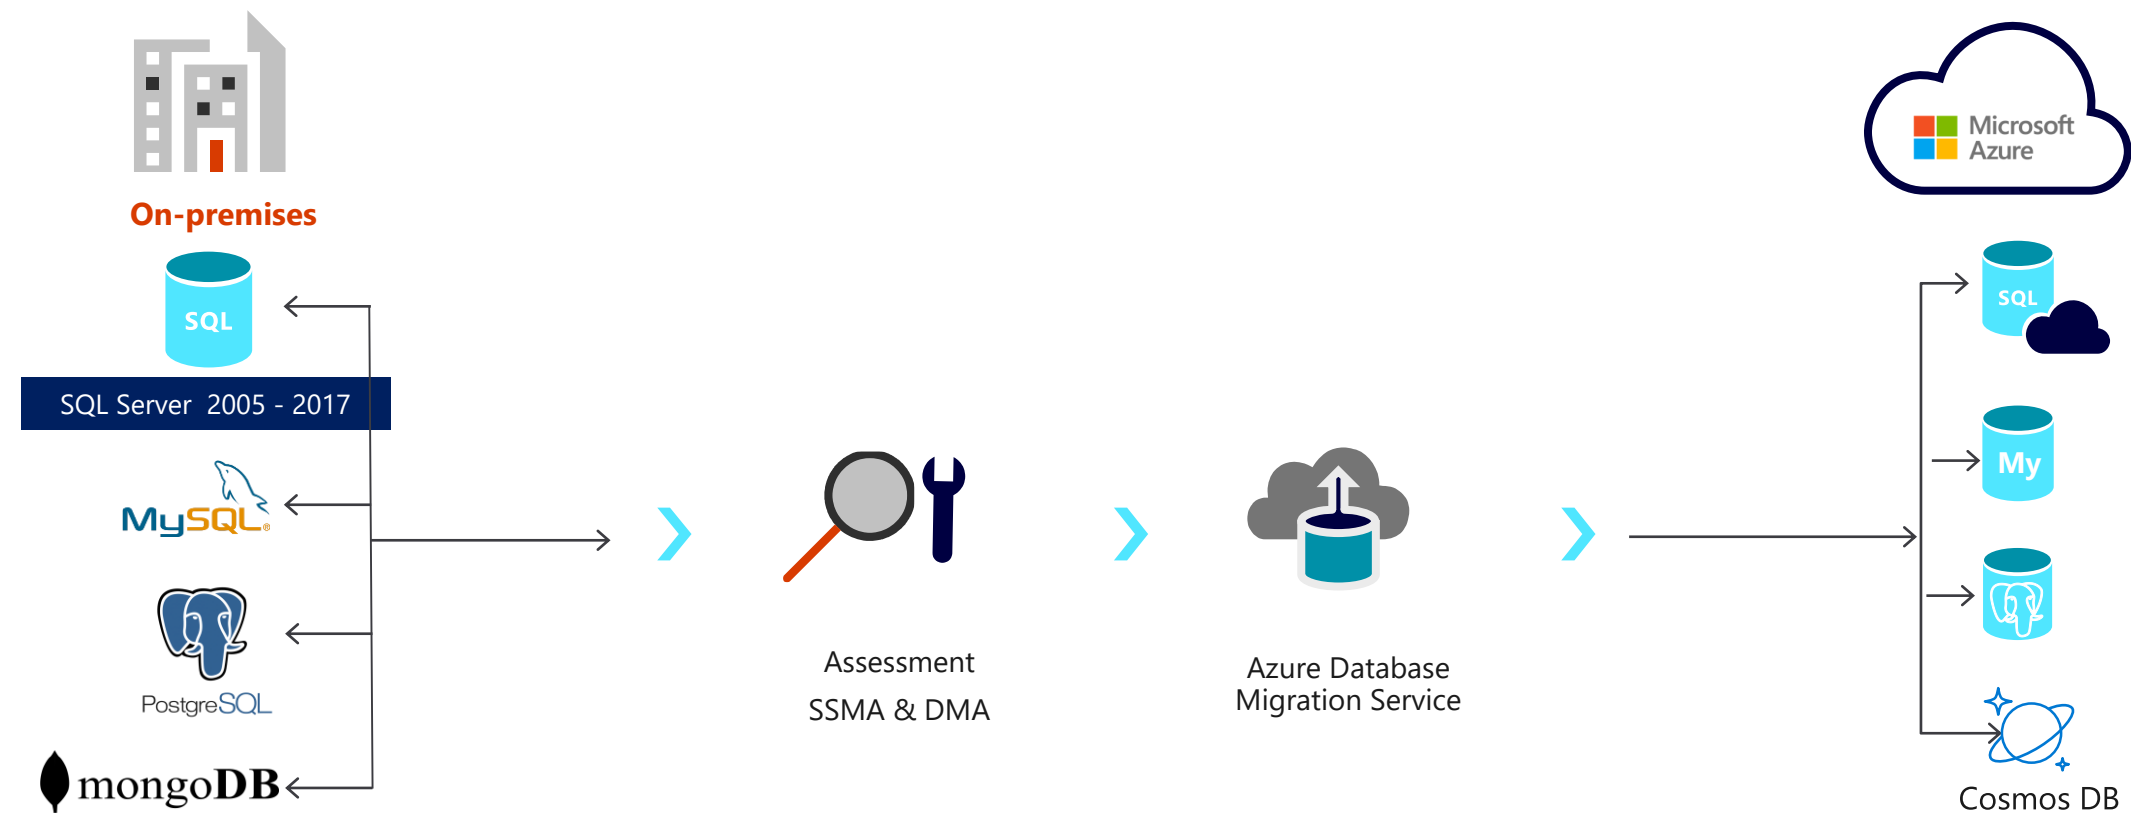 On-premises
SQL
SQL Server 2005 - 2017
MySQL®
PostgreSQL
mongoDB
Assessment
SSMA & DMA
Azure Database
Migration Service
Microsoft
Azure
SQL
My
Cosmos DB